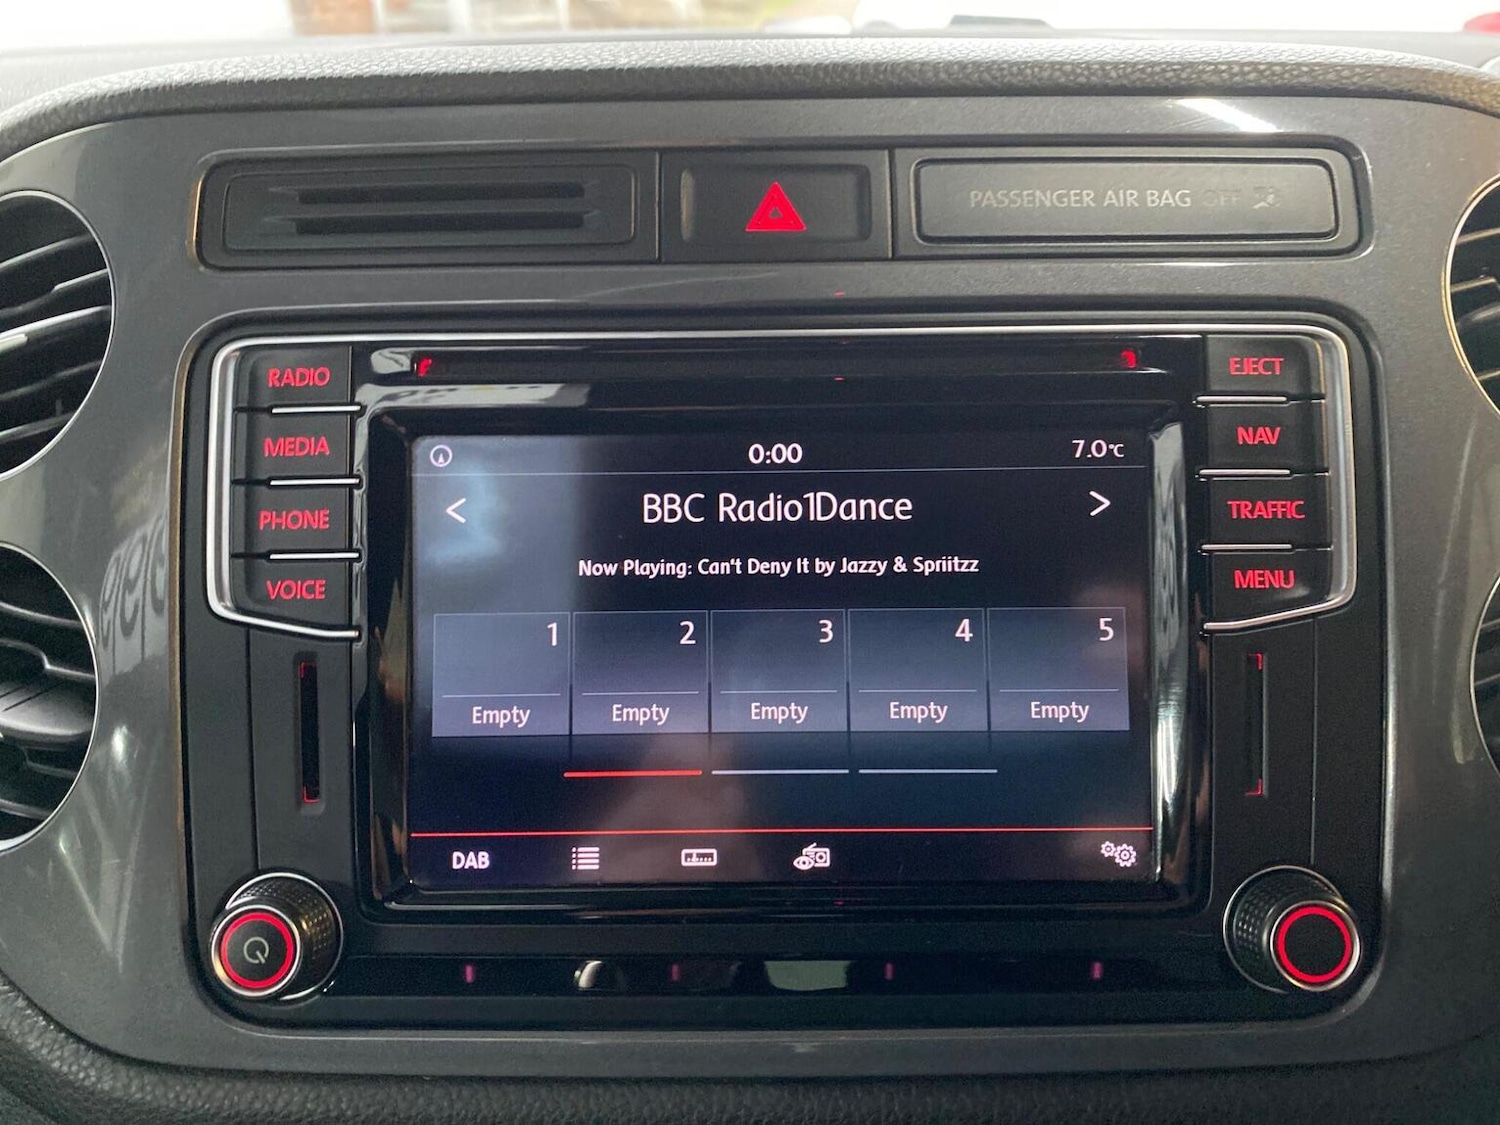 PASSENGER AIR BAG OFF
RADIO
MEDIA
PHONE
VOICE
EJECT
NAV
TRAFFIC
MENU
0:00
7.0°C
< BBC Radio1Dance >
Now Playing: Can't Deny It by Jazzy & Spriitzz
1 2 3 4 5
Empty Empty Empty Empty Empty
DAB